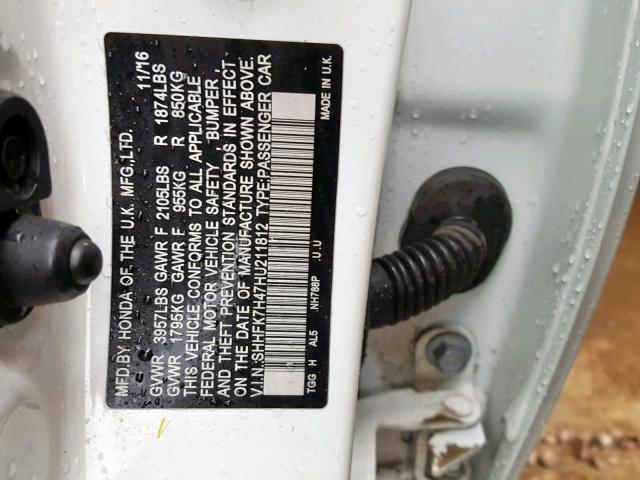 MFD.BY HONDA OF THE U.K. MFG.,LTD. 11/16
GVWR 3957LBS GAWR F 2105LBS R 1874LBS
GVWR 1795KG GAWR F 955KG R 850KG
THIS VEHICLE CONFORMS TO ALL APPLICABLE
FEDERAL MOTOR VEHICLE SAFETY , BUMPER ,
AND THEFT PREVENTION STANDARDS IN EFFECT
ON THE DATE OF MANUFACTURE SHOWN ABOVE.
V.I.N.:SHHFK7H47HU211812 TYPE:PASSENGER CAR
TGG H AL5 .NH788P .U .U
MADE IN U.K.